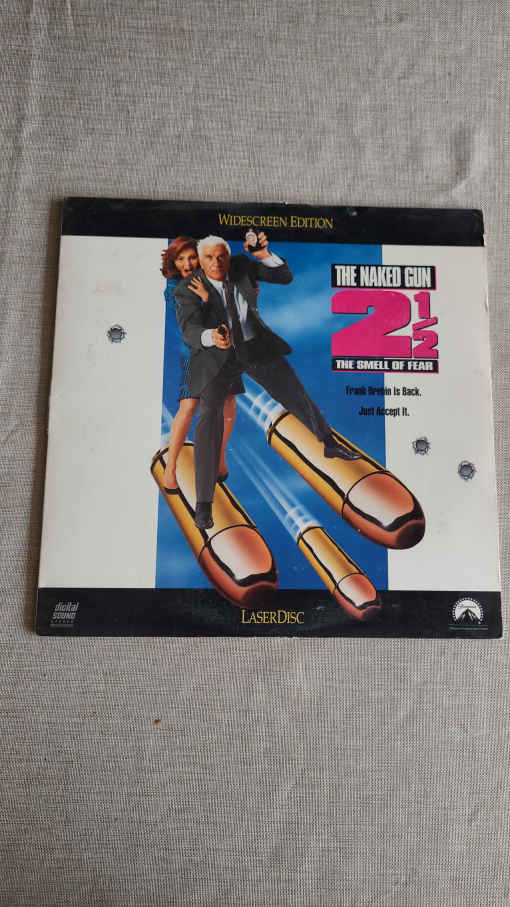 WIDESCREEN EDITION
THE NAKED GUN
2 1/2
THE SMELL OF FEAR
Frank Drebin Is Back.
Just Accept It.
digital
SOUND
STEREO
LASERDISC